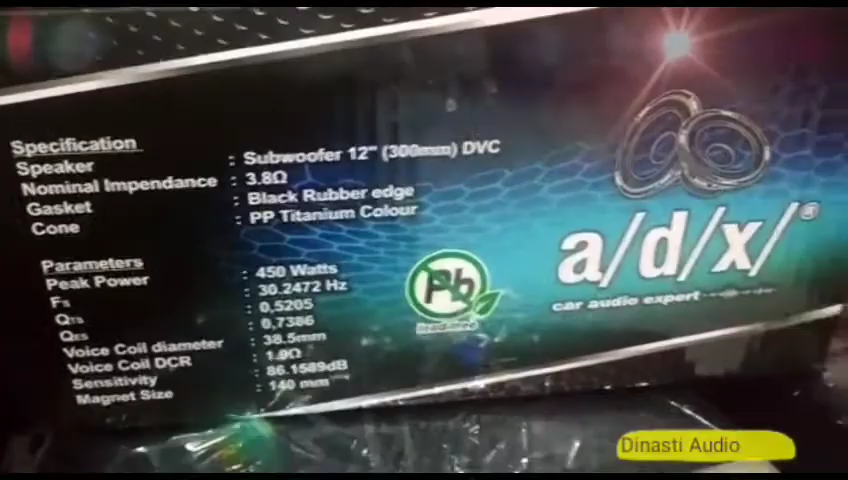 Specification
Speaker : Subwoofer 12" (300mm) DVC
Nominal Impendance : 3.8Ω
Gasket : Black Rubber edge
Cone : PP Titanium Colour
Parameters
Peak Power : 450 Watts
Fs : 30.2472 Hz
QTS : 0,5205
QES : 0,7386
Voice Coil diameter : 38.5mm
Voice Coil DCR : 1.9Ω
Sensitivity : 86.1589dB
Magnet Size : 140 mm
Pb
lead-free
a/d/x/®
car audio expert
Dinasti Audio